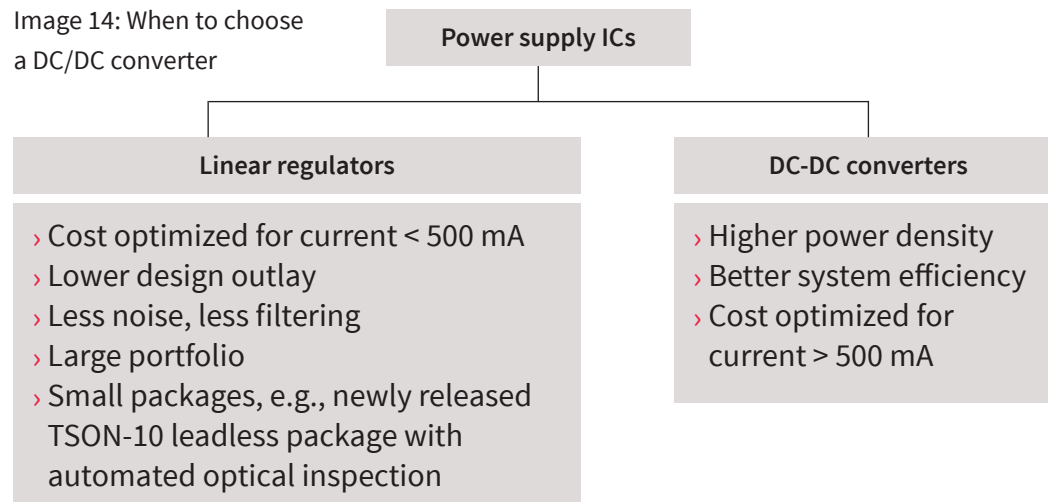 Image 14: When to choose
a DC/DC converter
Power supply ICs
Linear regulators
› Cost optimized for current < 500 mA
› Lower design outlay
› Less noise, less filtering
› Large portfolio
› Small packages, e.g., newly released
TSON-10 leadless package with
automated optical inspection
DC-DC converters
› Higher power density
› Better system efficiency
› Cost optimized for
current > 500 mA